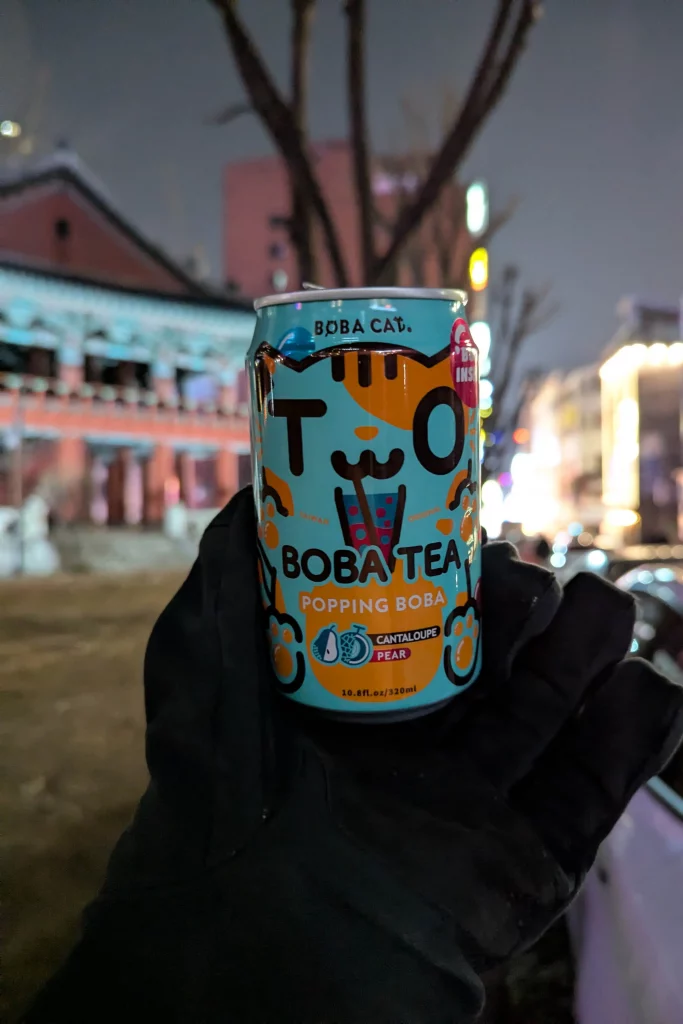 BOBA CAT.
T O
BOBA TEA
POPPING BOBA
CANTALOUPE
PEAR
10.8fl.oz/320ml